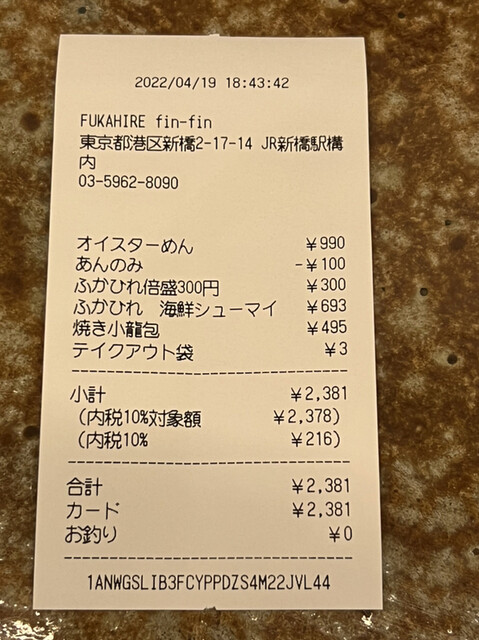 2022/04/19 18:43:42
FUKAHIRE fin-fin
東京都港区新橋2-17-14 JR新橋駅構
内
03-5962-8090
オイスターめん ¥990
あんのみ -¥100
ふかひれ倍盛300円 ¥300
ふかひれ　海鮮シューマイ ¥693
焼き小龍包 ¥495
テイクアウト袋 ¥3
小計 ¥2,381
(内税10%対象額 ¥2,378)
(内税10% ¥216)
合計 ¥2,381
カード ¥2,381
お釣り ¥0
1ANWGSLIB3FCYPPDZS4M22JVL44